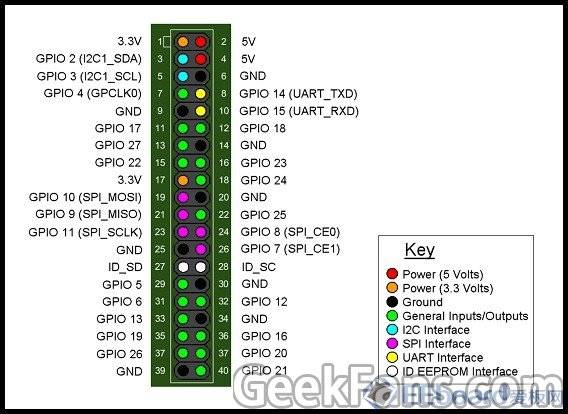 3.3V 1 2 5V
GPIO 2 (I2C1_SDA) 3 4 5V
GPIO 3 (I2C1_SCL) 5 6 GND
GPIO 4 (GPCLK0) 7 8 GPIO 14 (UART_TXD)
GND 9 10 GPIO 15 (UART_RXD)
GPIO 17 11 12 GPIO 18
GPIO 27 13 14 GND
GPIO 22 15 16 GPIO 23
3.3V 17 18 GPIO 24
GPIO 10 (SPI_MOSI) 19 20 GND
GPIO 9 (SPI_MISO) 21 22 GPIO 25
GPIO 11 (SPI_SCLK) 23 24 GPIO 8 (SPI_CE0)
GND 25 26 GPIO 7 (SPI_CE1)
ID_SD 27 28 ID_SC
GPIO 5 29 30 GND
GPIO 6 31 32 GPIO 12
GPIO 13 33 34 GND
GPIO 19 35 36 GPIO 16
GPIO 26 37 38 GPIO 20
GND 39 40 GPIO 21
Key
Power (5 Volts)
Power (3.3 Volts)
Ground
General Inputs/Outputs
I2C Interface
SPI Interface
UART Interface
ID EEPROM Interface
GeekFans.com
GeekFans.com